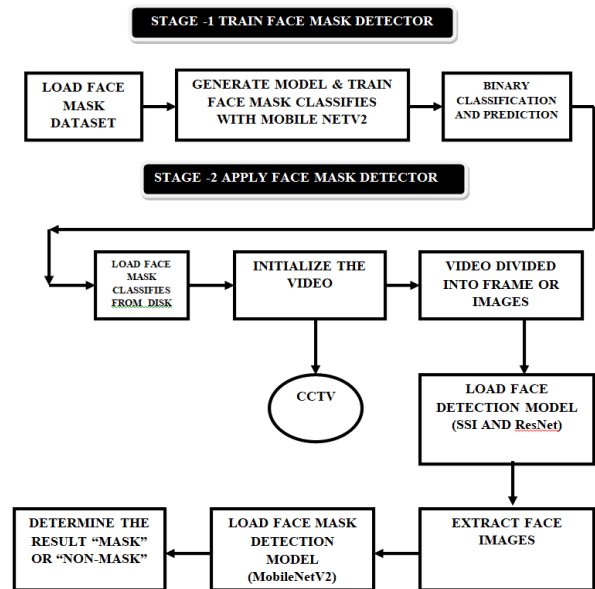 STAGE -1 TRAIN FACE MASK DETECTOR
LOAD FACE
MASK
DATASET
GENERATE MODEL & TRAIN
FACE MASK CLASSIFIES
WITH MOBILE NETV2
BINARY
CLASSIFICATION
AND PREDICTION
STAGE -2 APPLY FACE MASK DETECTOR
LOAD FACE
MASK
CLASSIFIES
FROM DISK
INITIALIZE THE
VIDEO
VIDEO DIVIDED
INTO FRAME OR
IMAGES
CCTV
LOAD FACE
DETECTION MODEL
(SSI AND ResNet)
EXTRACT FACE
IMAGES
LOAD FACE MASK
DETECTION
MODEL
(MobileNetV2)
DETERMINE THE
RESULT “MASK”
OR “NON-MASK”